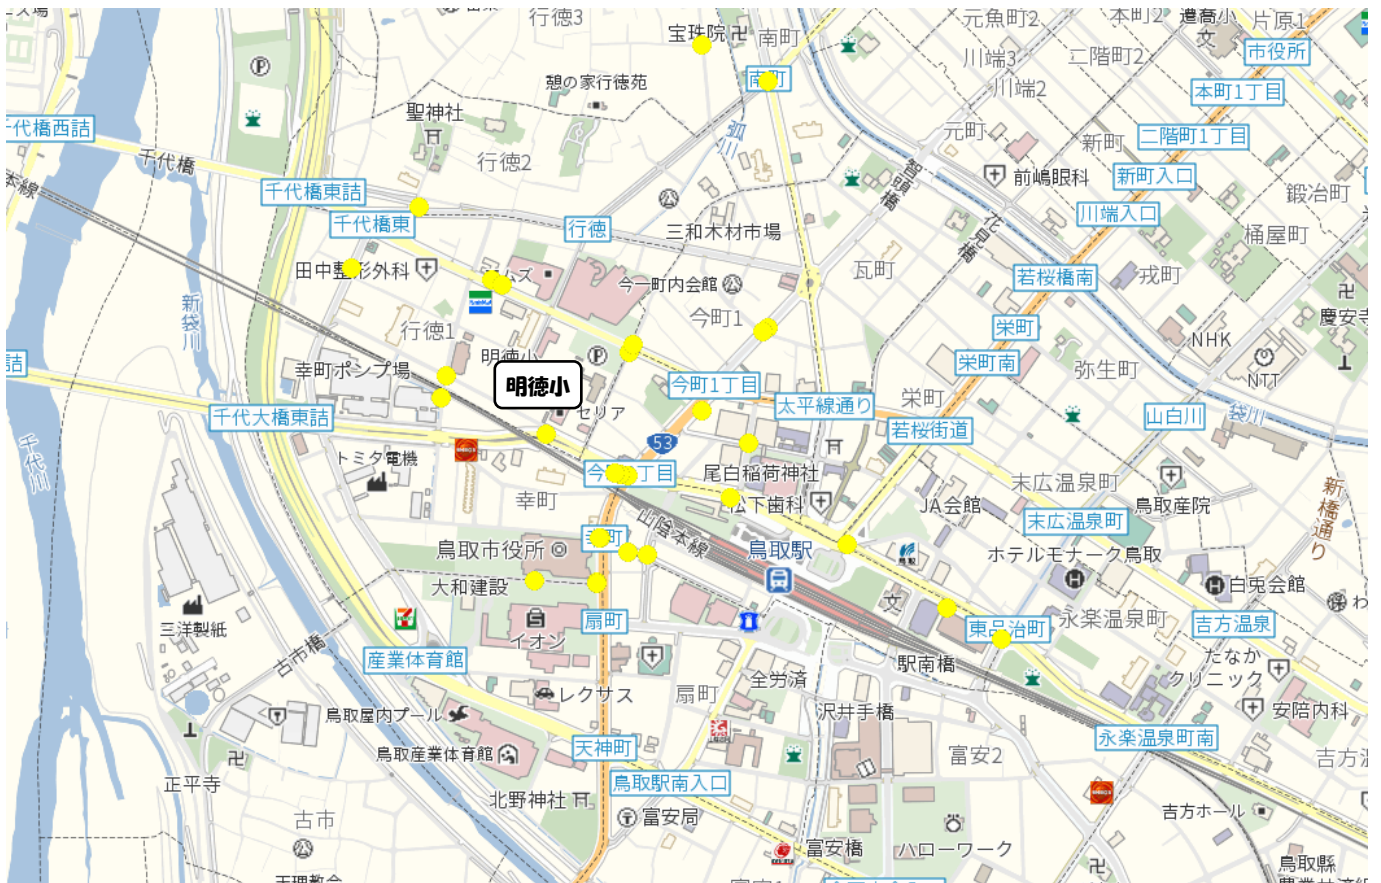 行徳3
宝珠院
南町
元魚町2
本町2
遷喬小
片原1
市役所
川端3
二階町2
南町
憩の家行徳苑
川端2
本町1丁目
聖神社
元町
新町
二階町1丁目
千代橋西詰
千代橋
行徳2
智頭橋
前嶋眼科
新町入口
鍛冶町
千代橋東詰
千代橋東
行徳
三和木材市場
花見橋
川端入口
桶屋町
田中整形外科
今一町内会館
瓦町
若桜橋南
戎町
新袋川
行徳1
今町1
栄町
慶安寺
NHK
明徳小
栄町南
弥生町
NTT
幸町ポンプ場
明徳小
今町1丁目
栄町
千代大橋東詰
セリア
太平線通り
山白川
袋川
若桜街道
千代川
トミタ電機
53
尾白稲荷神社
末広温泉町
鳥取産院
新橋通り
幸町
松下歯科
JA会館
末広温泉町
山陰本線
鳥取市役所
鳥取駅
ホテルモナーク鳥取
大和建設
文
白兎会館
三洋製紙
イオン
扇町
東品治町
永楽温泉町
吉方温泉
古市橋
産業体育館
駅南橋
たなか
クリニック
レクサス
扇町
全労済
鳥取屋内プール
沢井手橋
安陪内科
鳥取産業体育館
天神町
富安2
永楽温泉町南
正平寺
鳥取駅南入口
北野神社
古市
富安局
吉方ホール
富安橋
ハローワーク
鳥取県